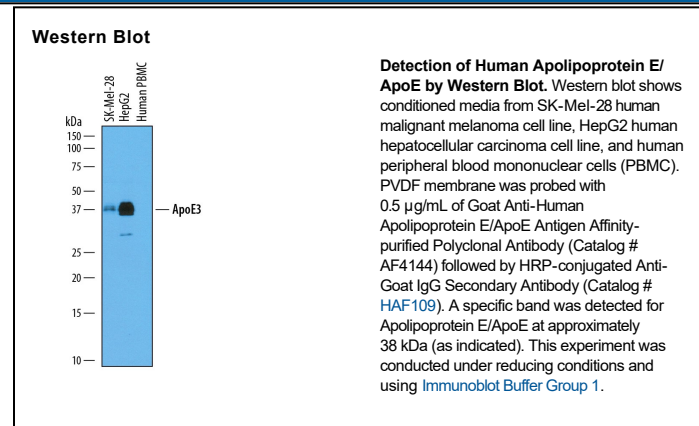 Western Blot
SK-Mel-28
HepG2
Human PBMC
kDa
150
100
75
50
37
ApoE3
25
20
15
10
Detection of Human Apolipoprotein E/
ApoE by Western Blot. Western blot shows
conditioned media from SK-Mel-28 human
malignant melanoma cell line, HepG2 human
hepatocellular carcinoma cell line, and human
peripheral blood mononuclear cells (PBMC).
PVDF membrane was probed with
0.5 µg/mL of Goat Anti-Human
Apolipoprotein E/ApoE Antigen Affinity-
purified Polyclonal Antibody (Catalog #
AF4144) followed by HRP-conjugated Anti-
Goat IgG Secondary Antibody (Catalog #
HAF109). A specific band was detected for
Apolipoprotein E/ApoE at approximately
38 kDa (as indicated). This experiment was
conducted under reducing conditions and
using Immunoblot Buffer Group 1.